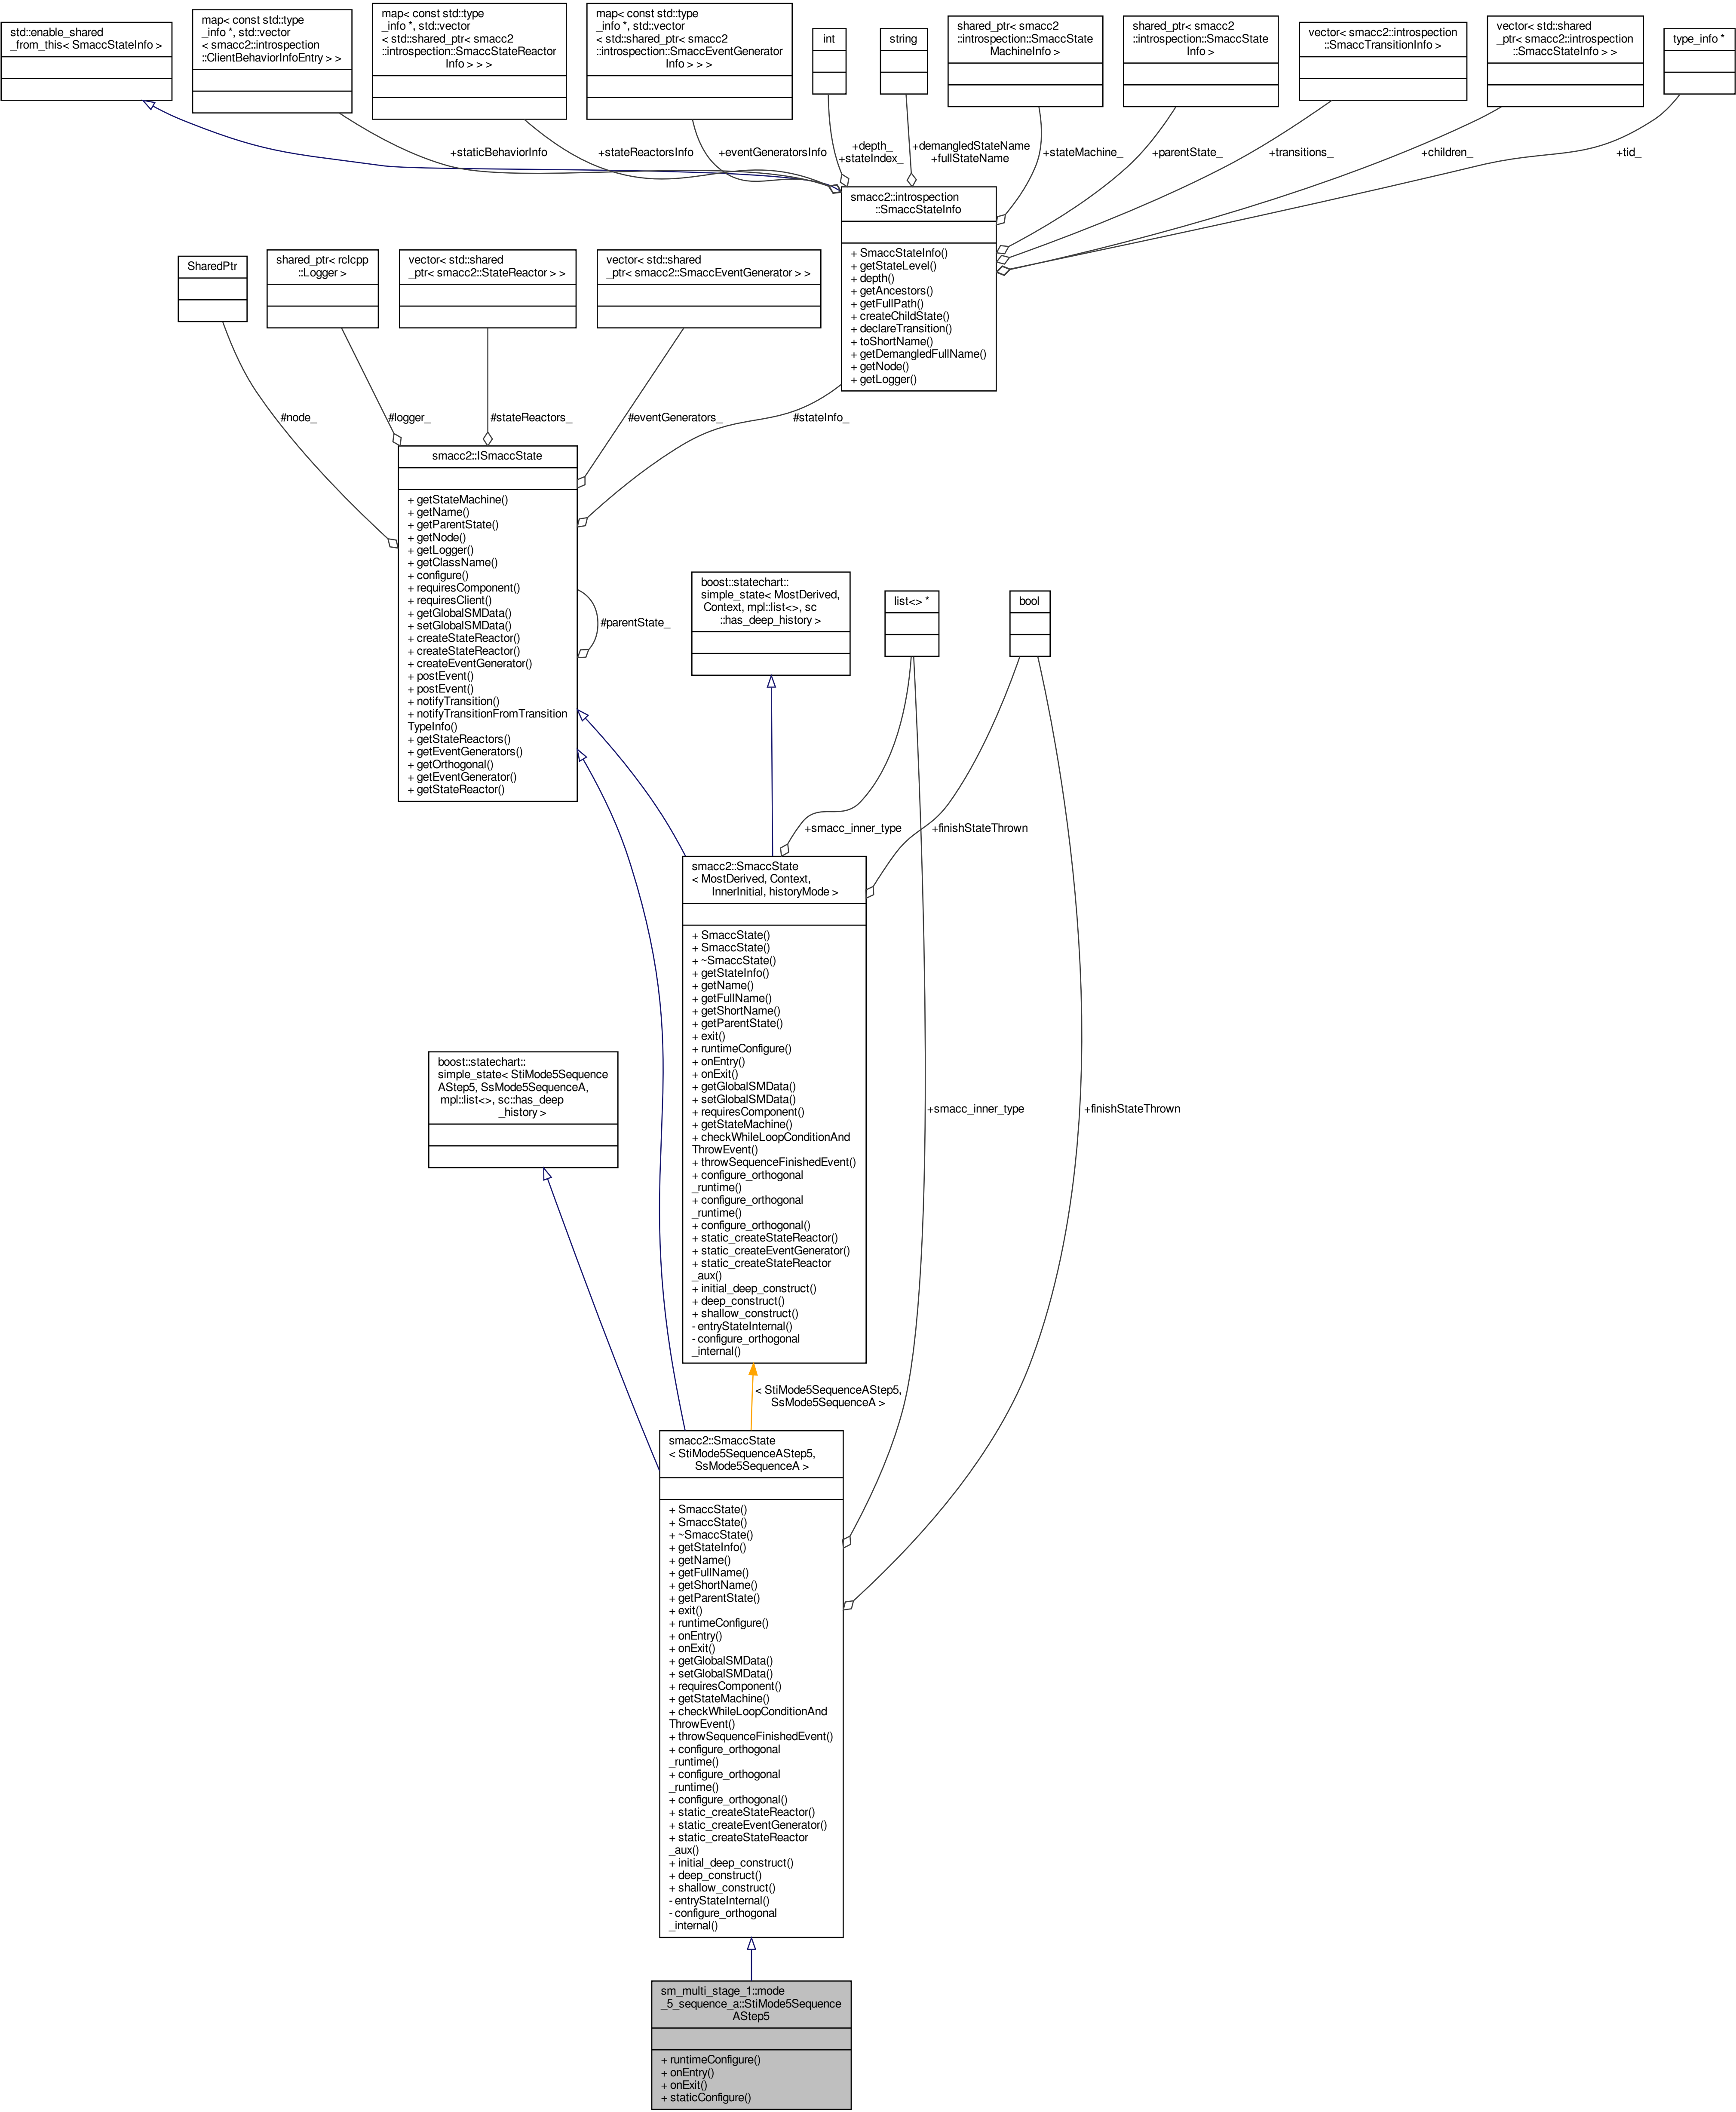 std::enable_shared
_from_this< SmaccStateInfo >
map< const std::type
_info *, std::vector
< smacc2::introspection
::ClientBehaviorInfoEntry > >
map< const std::type
_info *, std::vector
< std::shared_ptr< smacc2
::introspection::SmaccStateReactor
Info > > >
map< const std::type
_info *, std::vector
< std::shared_ptr< smacc2
::introspection::SmaccEventGenerator
Info > > >
int
string
shared_ptr< smacc2
::introspection::SmaccState
MachineInfo >
shared_ptr< smacc2
::introspection::SmaccState
Info >
vector< smacc2::introspection
::SmaccTransitionInfo >
vector< std::shared
_ptr< smacc2::introspection
::SmaccStateInfo > >
type_info *
+staticBehaviorInfo
+stateReactorsInfo
+eventGeneratorsInfo
+depth_
+stateIndex_
+demangledStateName
+fullStateName
+stateMachine_
+parentState_
+transitions_
+children_
+tid_
smacc2::introspection
::SmaccStateInfo
+ SmaccStateInfo()
+ getStateLevel()
+ depth()
+ getAncestors()
+ getFullPath()
+ createChildState()
+ declareTransition()
+ toShortName()
+ getDemangledFullName()
+ getNode()
+ getLogger()
SharedPtr
shared_ptr< rclcpp
::Logger >
vector< std::shared
_ptr< smacc2::StateReactor > >
vector< std::shared
_ptr< smacc2::SmaccEventGenerator > >
#node_
#logger_
#stateReactors_
#eventGenerators_
#stateInfo_
smacc2::ISmaccState
+ getStateMachine()
+ getName()
+ getParentState()
+ getNode()
+ getLogger()
+ getClassName()
+ configure()
+ requiresComponent()
+ requiresClient()
+ getGlobalSMData()
+ setGlobalSMData()
+ createStateReactor()
+ createStateReactor()
+ createEventGenerator()
+ postEvent()
+ postEvent()
+ notifyTransition()
+ notifyTransitionFromTransition
TypeInfo()
+ getStateReactors()
+ getEventGenerators()
+ getOrthogonal()
+ getEventGenerator()
+ getStateReactor()
#parentState_
boost::statechart::
simple_state< MostDerived,
Context, mpl::list<>, sc
::has_deep_history >
list<> *
bool
+smacc_inner_type
+finishStateThrown
smacc2::SmaccState
< MostDerived, Context,
InnerInitial, historyMode >
+ SmaccState()
+ SmaccState()
+ ~SmaccState()
+ getStateInfo()
+ getName()
+ getFullName()
+ getShortName()
+ getParentState()
+ exit()
+ runtimeConfigure()
+ onEntry()
+ onExit()
+ getGlobalSMData()
+ setGlobalSMData()
+ requiresComponent()
+ getStateMachine()
+ checkWhileLoopConditionAnd
ThrowEvent()
+ throwSequenceFinishedEvent()
+ configure_orthogonal
_runtime()
+ configure_orthogonal
_runtime()
+ configure_orthogonal()
+ static_createStateReactor()
+ static_createEventGenerator()
+ static_createStateReactor
_aux()
+ initial_deep_construct()
+ deep_construct()
+ shallow_construct()
- entryStateInternal()
- configure_orthogonal
_internal()
boost::statechart::
simple_state< StiMode5Sequence
AStep5, SsMode5SequenceA,
mpl::list<>, sc::has_deep
_history >
+smacc_inner_type
+finishStateThrown
< StiMode5SequenceAStep5,
SsMode5SequenceA >
smacc2::SmaccState
< StiMode5SequenceAStep5,
SsMode5SequenceA >
+ SmaccState()
+ SmaccState()
+ ~SmaccState()
+ getStateInfo()
+ getName()
+ getFullName()
+ getShortName()
+ getParentState()
+ exit()
+ runtimeConfigure()
+ onEntry()
+ onExit()
+ getGlobalSMData()
+ setGlobalSMData()
+ requiresComponent()
+ getStateMachine()
+ checkWhileLoopConditionAnd
ThrowEvent()
+ throwSequenceFinishedEvent()
+ configure_orthogonal
_runtime()
+ configure_orthogonal
_runtime()
+ configure_orthogonal()
+ static_createStateReactor()
+ static_createEventGenerator()
+ static_createStateReactor
_aux()
+ initial_deep_construct()
+ deep_construct()
+ shallow_construct()
- entryStateInternal()
- configure_orthogonal
_internal()
sm_multi_stage_1::mode
_5_sequence_a::StiMode5Sequence
AStep5
+ runtimeConfigure()
+ onEntry()
+ onExit()
+ staticConfigure()